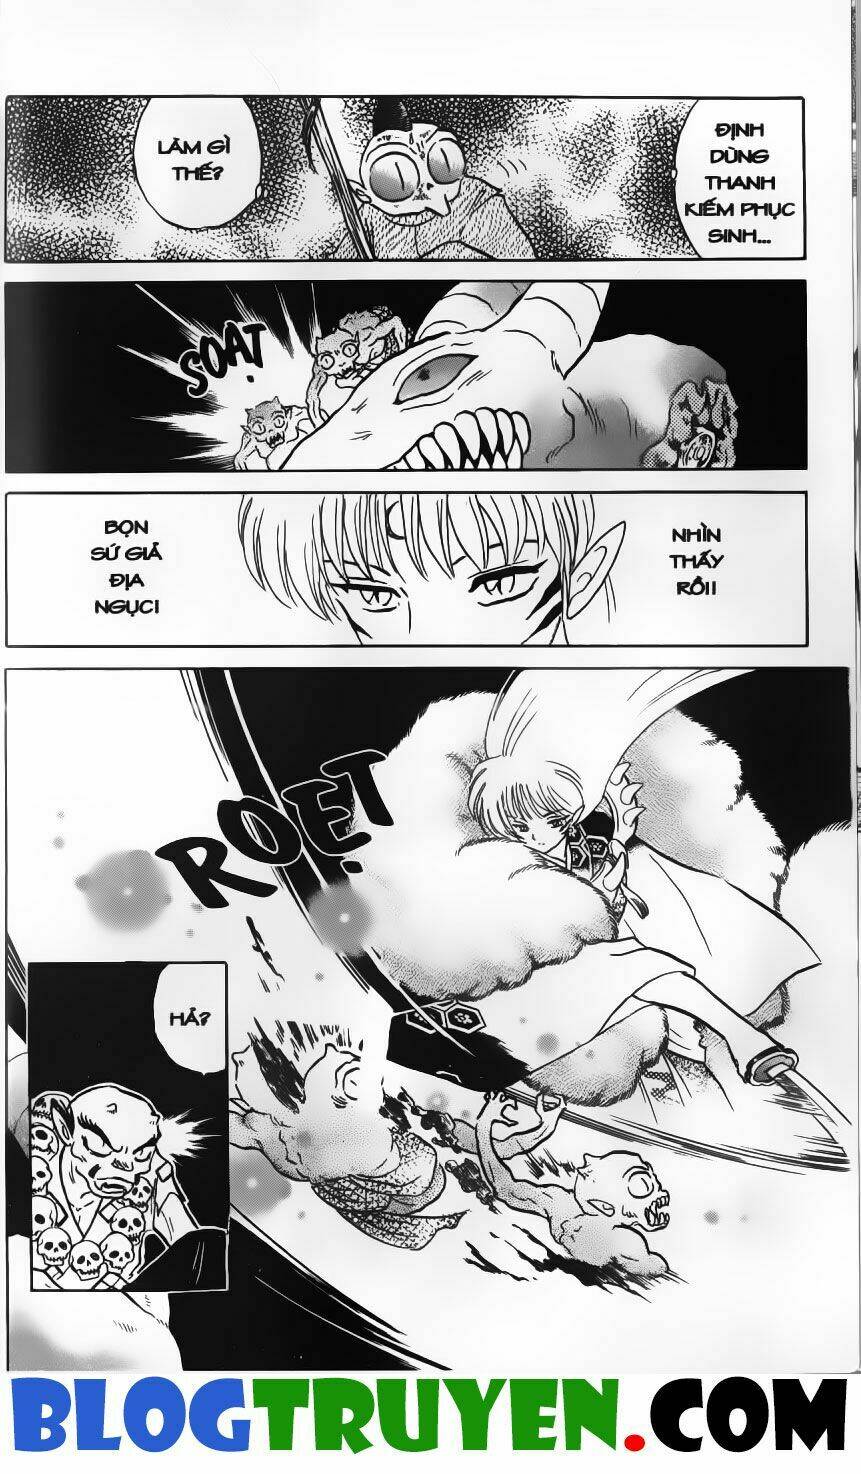 ĐỊNH
DÙNG
THANH
KIẾM PHỤC
SINH...
LÀM GÌ
THẾ?
SOẠT
NHÌN
THẤY
RỒI!
BỌN
SỨ GIẢ
ĐỊA
NGỤC!
ROẸT
HẢ?
BLOGTRUYEN.COM